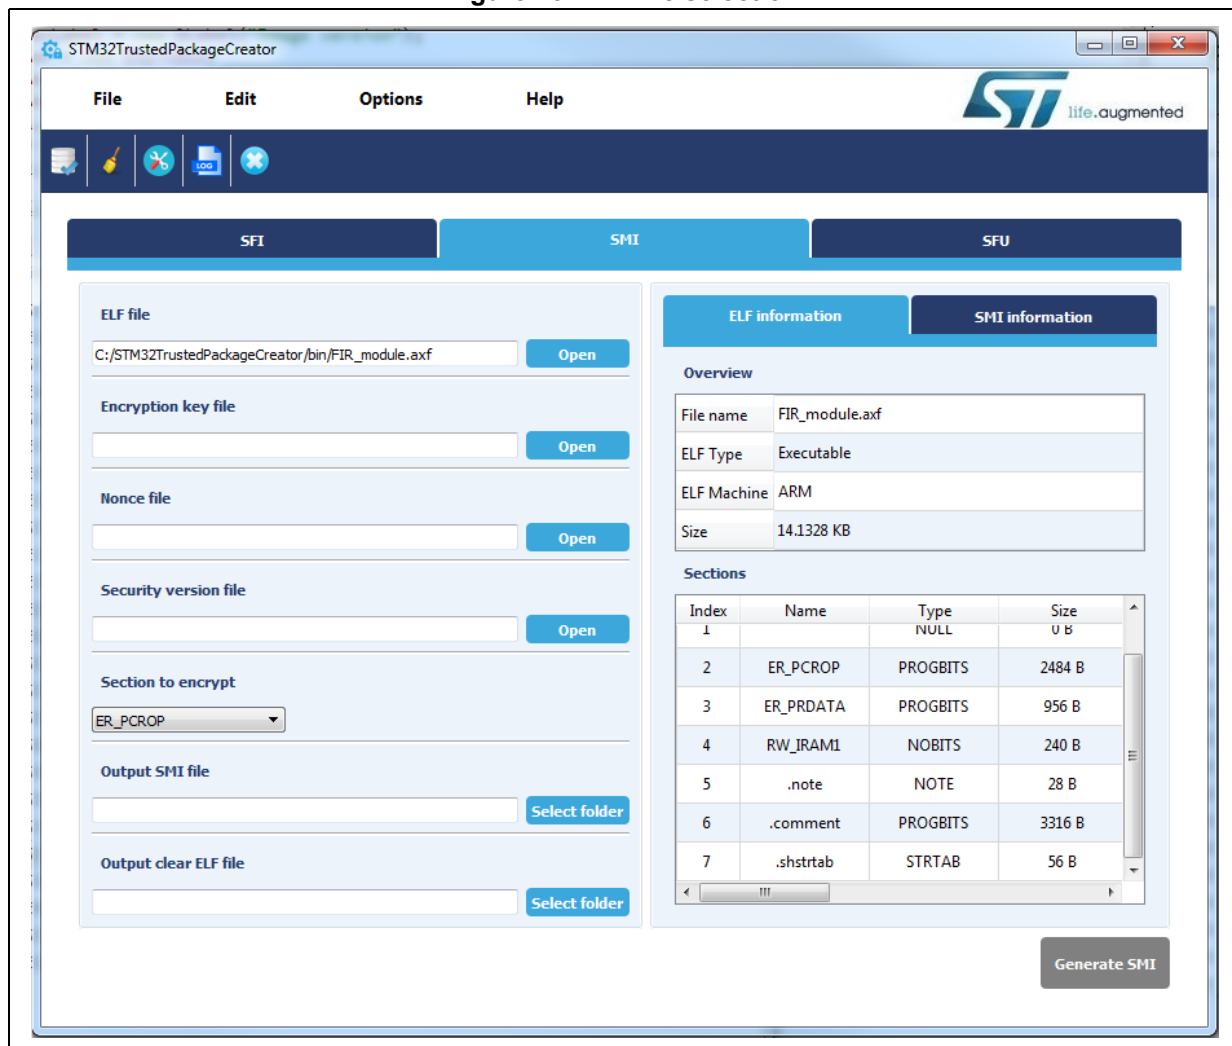 STM32TrustedPackageCreator
File Edit Options Help
life.augmented
LOG
SFI SMI SFU
ELF file
C:/STM32TrustedPackageCreator/bin/FIR_module.axf Open
Encryption key file
Open
Nonce file
Open
Security version file
Open
Section to encrypt
ER_PCROP
Output SMI file
Select folder
Output clear ELF file
Select folder
ELF information SMI information
Overview
File name FIR_module.axf
ELF Type Executable
ELF Machine ARM
Size 14.1328 KB
Sections
Index Name Type Size
1 NULL 0 B
2 ER_PCROP PROGBITS 2484 B
3 ER_PRDATA PROGBITS 956 B
4 RW_IRAM1 NOBITS 240 B
5 .note NOTE 28 B
6 .comment PROGBITS 3316 B
7 .shstrtab STRTAB 56 B
Generate SMI